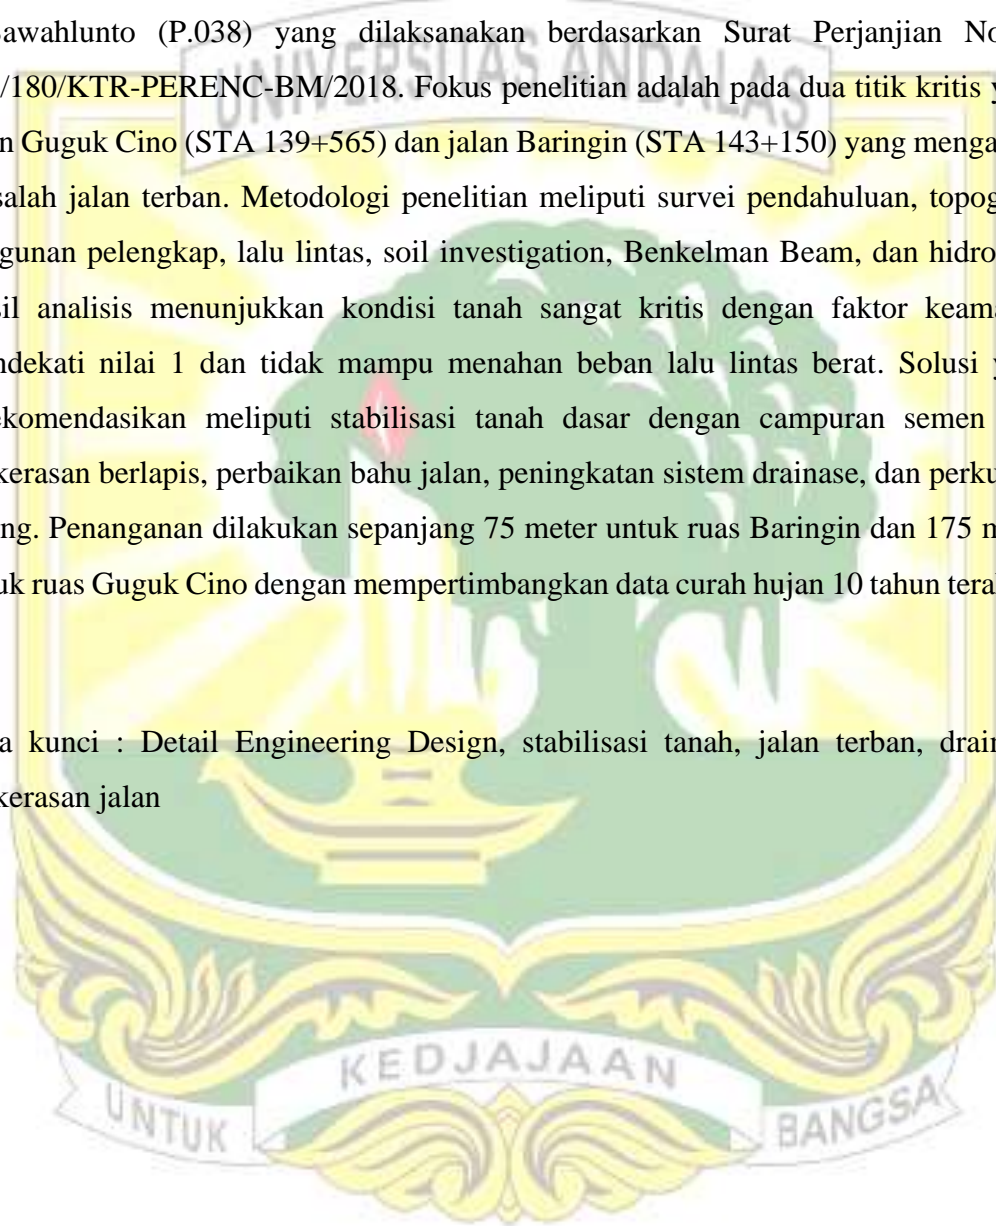 UNIVERSITAS ANDALAS
awahlunto (P.038) yang dilaksanakan berdasarkan Surat Perjanjian No
/180/KTR-PERENC-BM/2018. Fokus penelitian adalah pada dua titik kritis y
n Guguk Cino (STA 139+565) dan jalan Baringin (STA 143+150) yang menga
salah jalan terban. Metodologi penelitian meliputi survei pendahuluan, topog
gunan pelengkap, lalu lintas, soil investigation, Benkelman Beam, dan hidro
sil analisis menunjukkan kondisi tanah sangat kritis dengan faktor keama
ndekati nilai 1 dan tidak mampu menahan beban lalu lintas berat. Solusi y
ekomendasikan meliputi stabilisasi tanah dasar dengan campuran semen
kerasan berlapis, perbaikan bahu jalan, peningkatan sistem drainase, dan perku
ng. Penanganan dilakukan sepanjang 75 meter untuk ruas Baringin dan 175 m
uk ruas Guguk Cino dengan mempertimbangkan data curah hujan 10 tahun tera
a kunci : Detail Engineering Design, stabilisasi tanah, jalan terban, drain
kerasan jalan
UNTUK KEDJAJAAN BANGSA